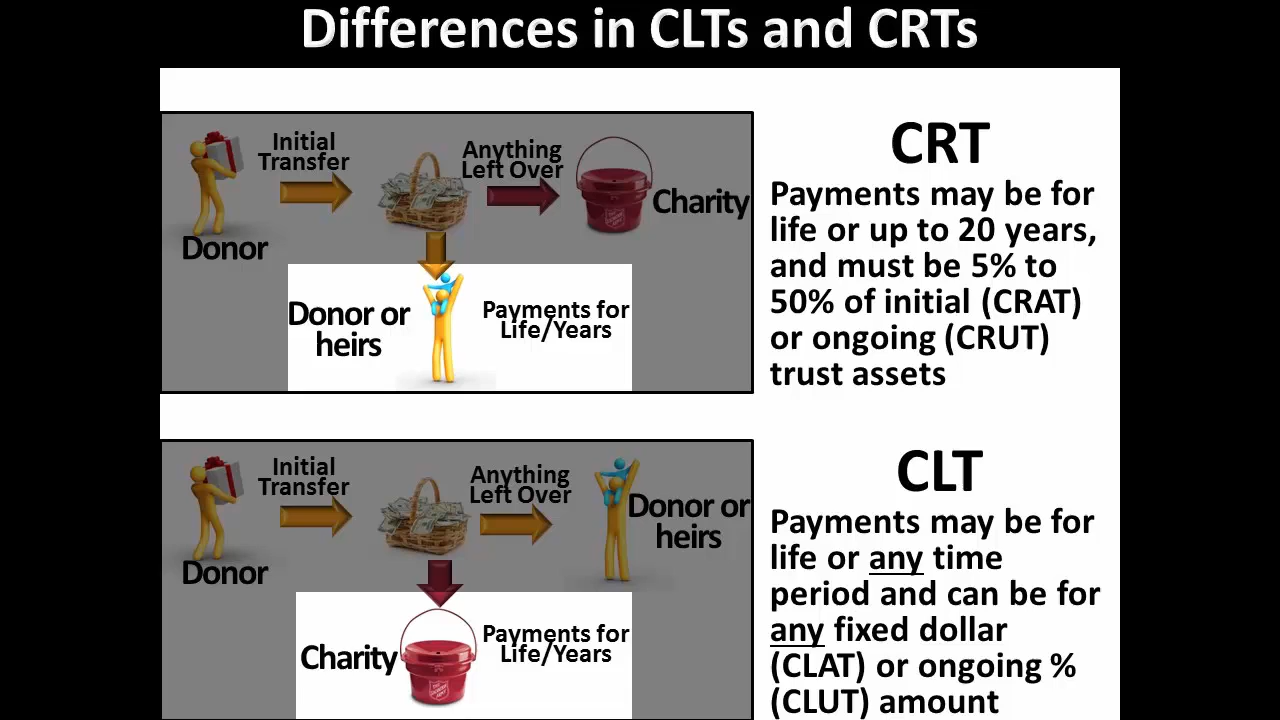 Differences in CLTs and CRTs
Initial
Transfer
Anything
Left Over
Charity
Donor
Donor or
heirs
Payments for
Life/Years
CRT
Payments may be for
life or up to 20 years,
and must be 5% to
50% of initial (CRAT)
or ongoing (CRUT)
trust assets
Initial
Transfer
Anything
Left Over
Donor or
heirs
Donor
Charity
Payments for
Life/Years
CLT
Payments may be for
life or any time
period and can be for
any fixed dollar
(CLAT) or ongoing %
(CLUT) amount